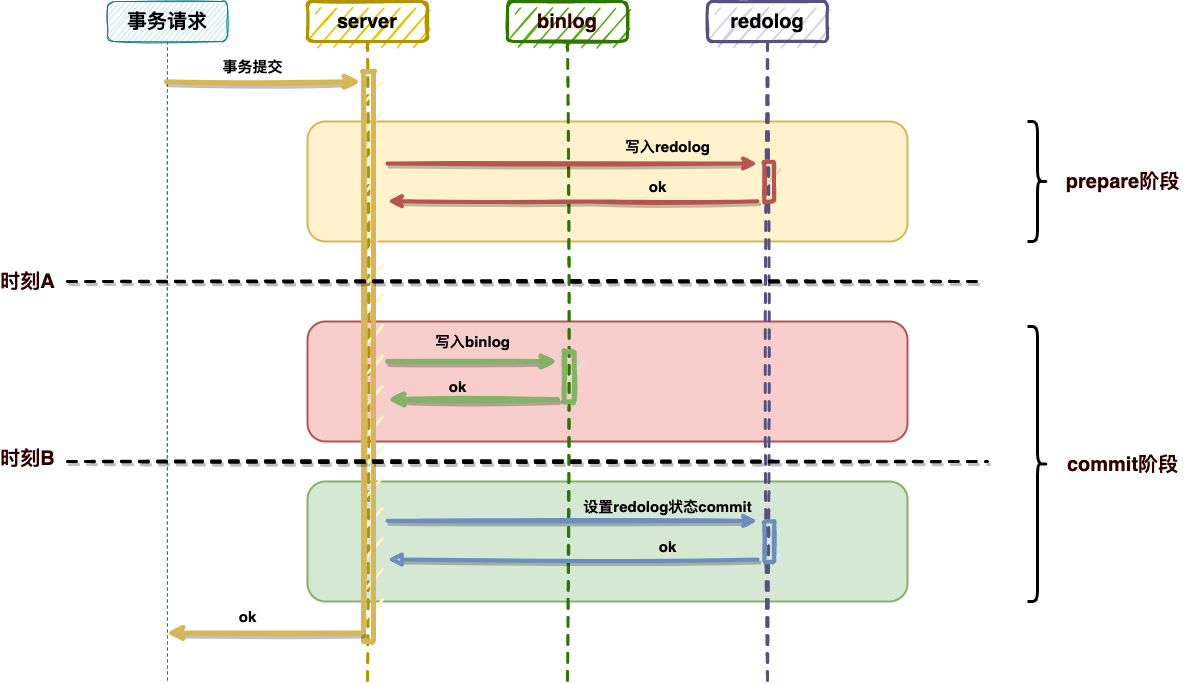 事务请求
server
binlog
redolog
事务提交
写入redolog
ok
prepare阶段
时刻A
写入binlog
ok
时刻B
commit阶段
设置redolog状态commit
ok
ok